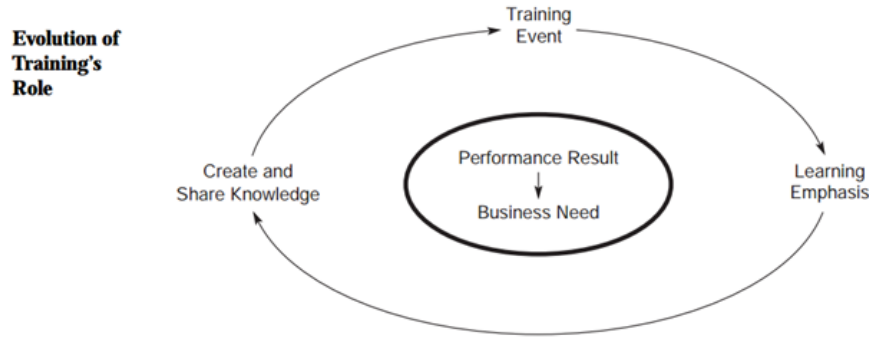 Evolution of
Training's
Role
Training
Event
Performance Result
Business Need
Create and
Share Knowledge
Learning
Emphasis